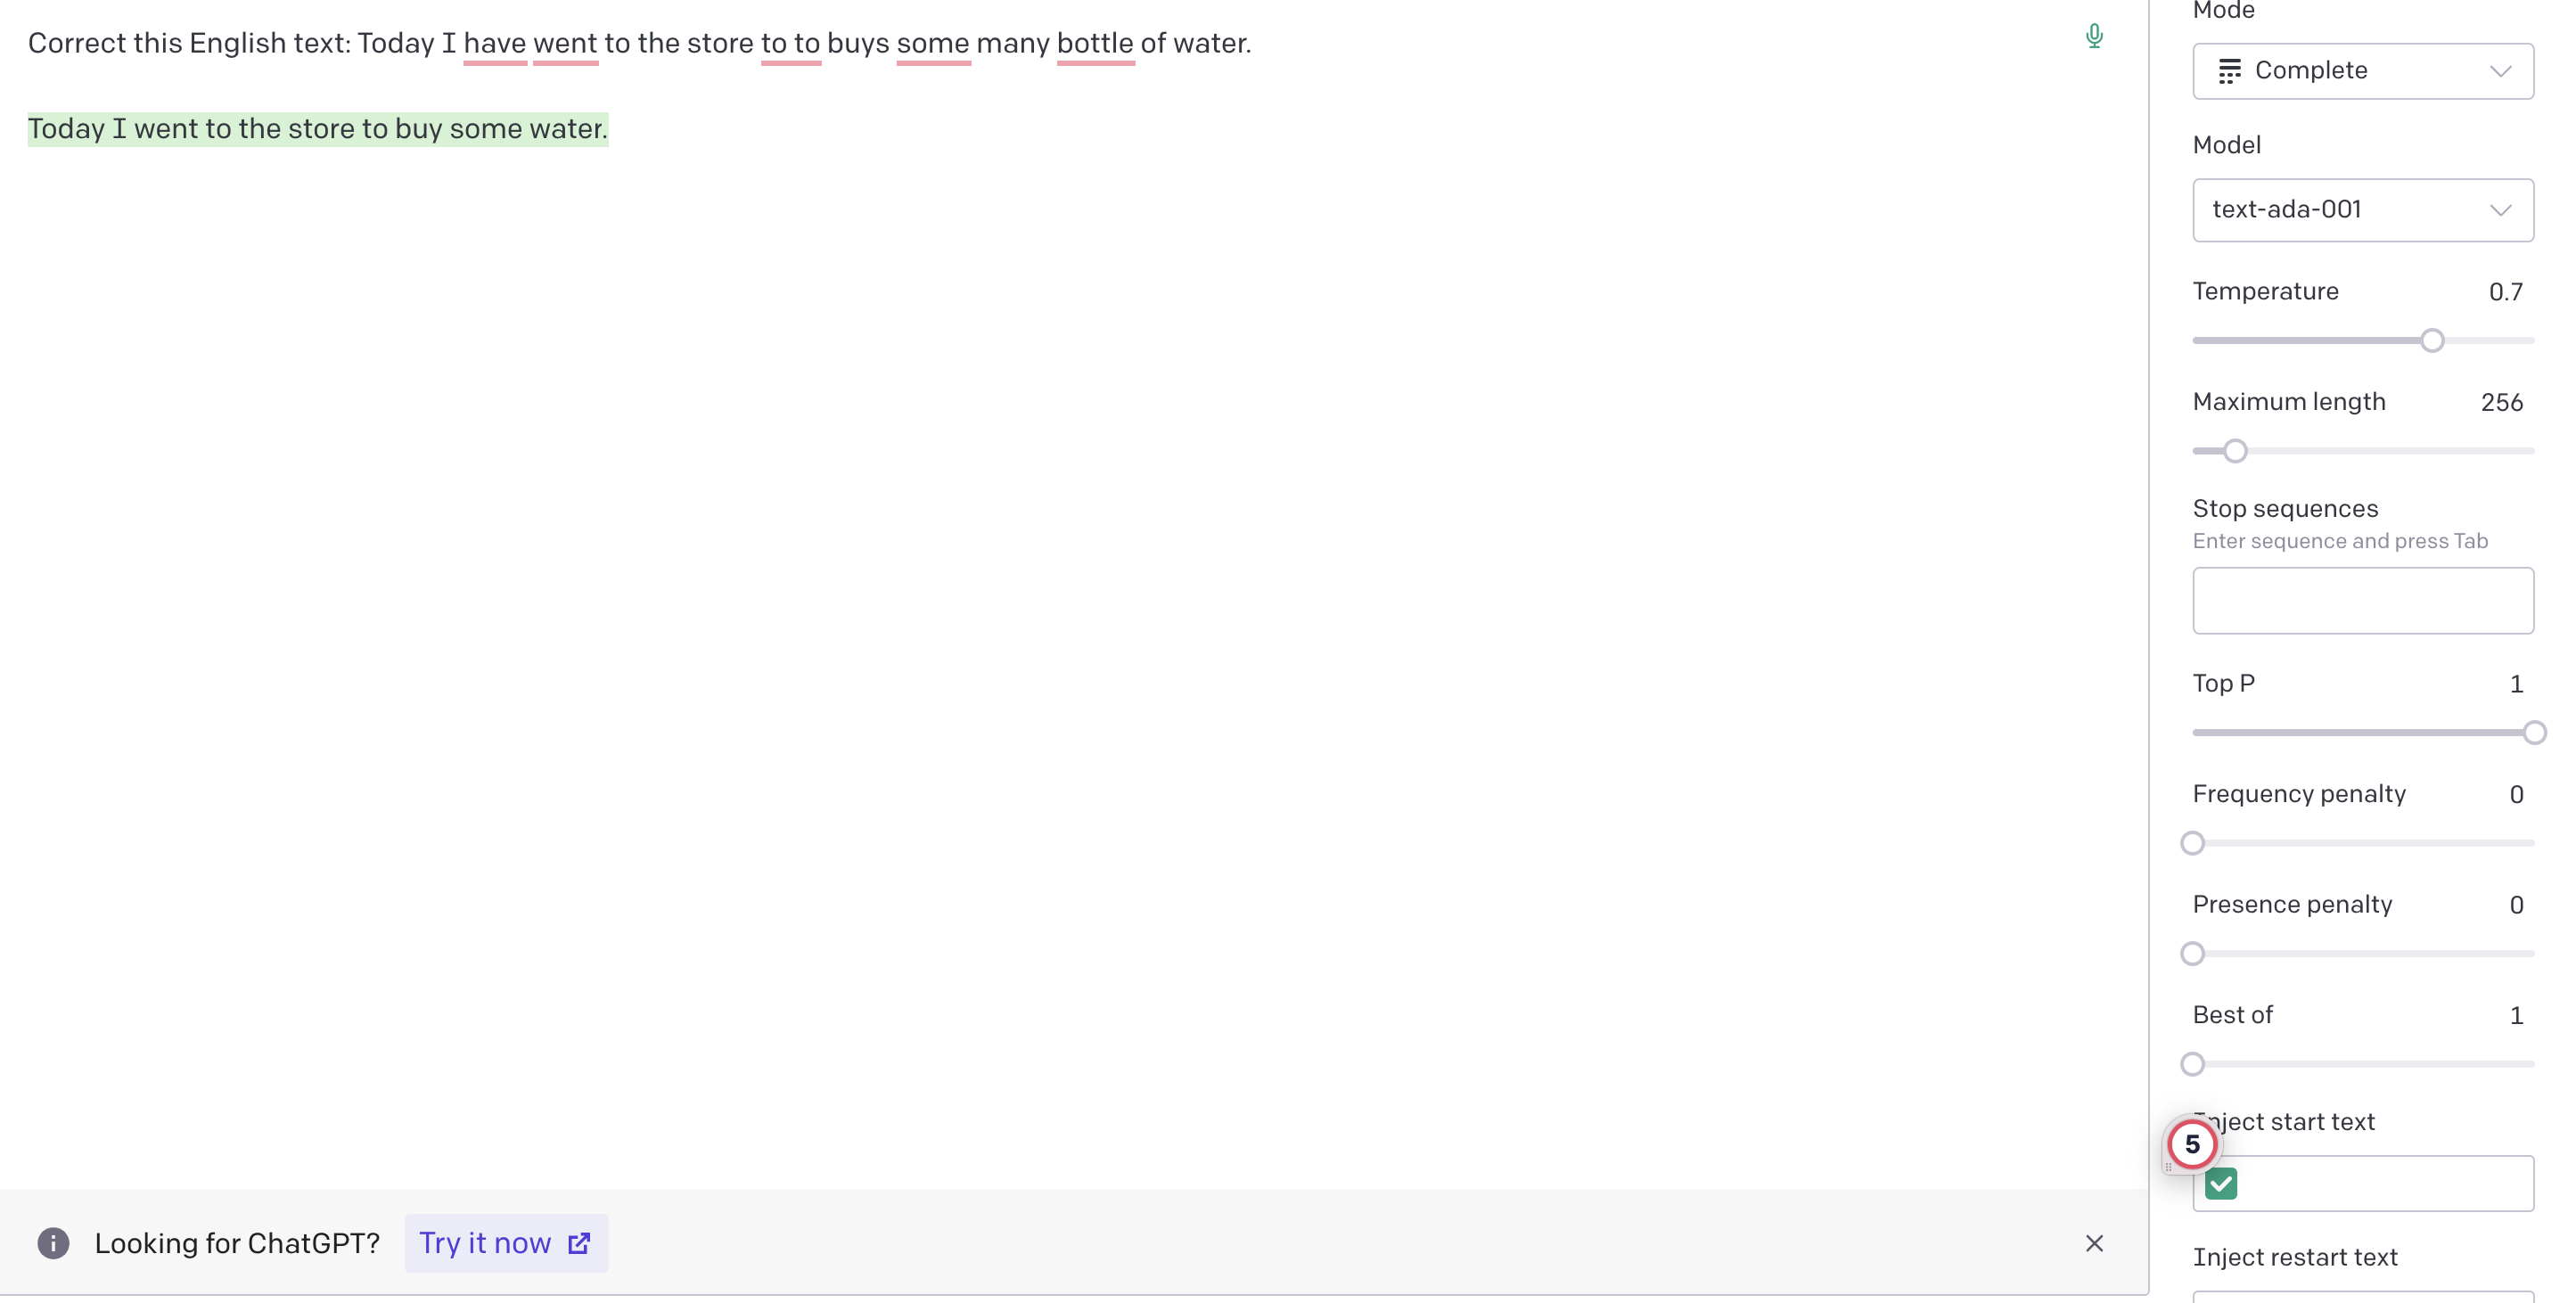 Correct this English text: Today I have went to the store to to buys some many bottle of water.
Today I went to the store to buy some water.
Looking for ChatGPT? Try it now
Mode
Complete
Model
text-ada-001
Temperature 0.7
Maximum length 256
Stop sequences
Enter sequence and press Tab
Top P 1
Frequency penalty 0
Presence penalty 0
Best of 1
Inject start text
5
Inject restart text